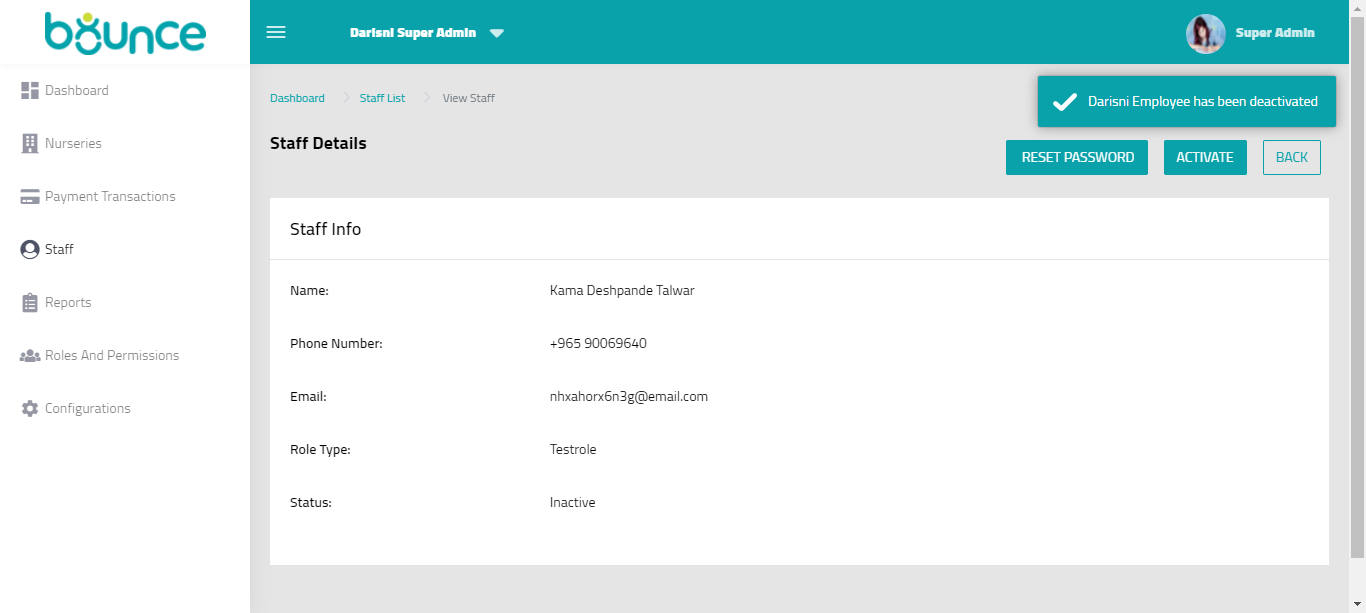 bounce
Darisni Super Admin
Super Admin
Dashboard
Nurseries
Payment Transactions
Staff
Reports
Roles And Permissions
Configurations
Dashboard Staff List View Staff
Darisni Employee has been deactivated
Staff Details
RESET PASSWORD ACTIVATE BACK
Staff Info
Name: Kama Deshpande Talwar
Phone Number: +965 90069640
Email: nhxahorx6n3g@email.com
Role Type: Testrole
Status: Inactive